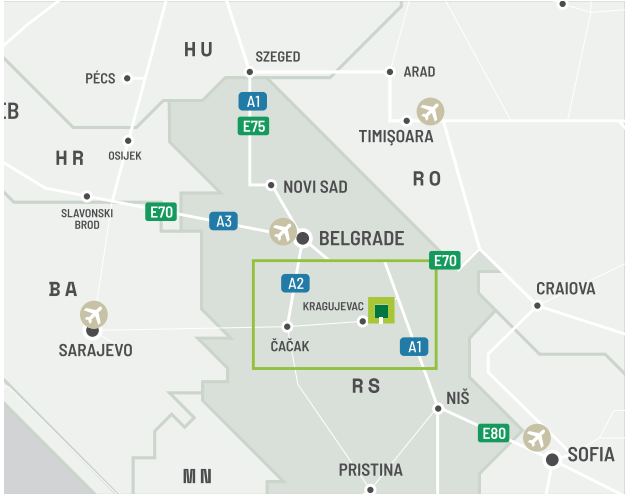 HU
SZEGED
PÉCS
ARAD
A1
E75
TIMIŞOARA
OSIJEK
HR
RO
NOVI SAD
SLAVONSKI
BROD
E70
A3
BELGRADE
E70
BA
A2
CRAIOVA
KRAGUJEVAC
SARAJEVO
ČAČAK
A1
RS
NIŠ
E80
SOFIA
PRISTINA
MN